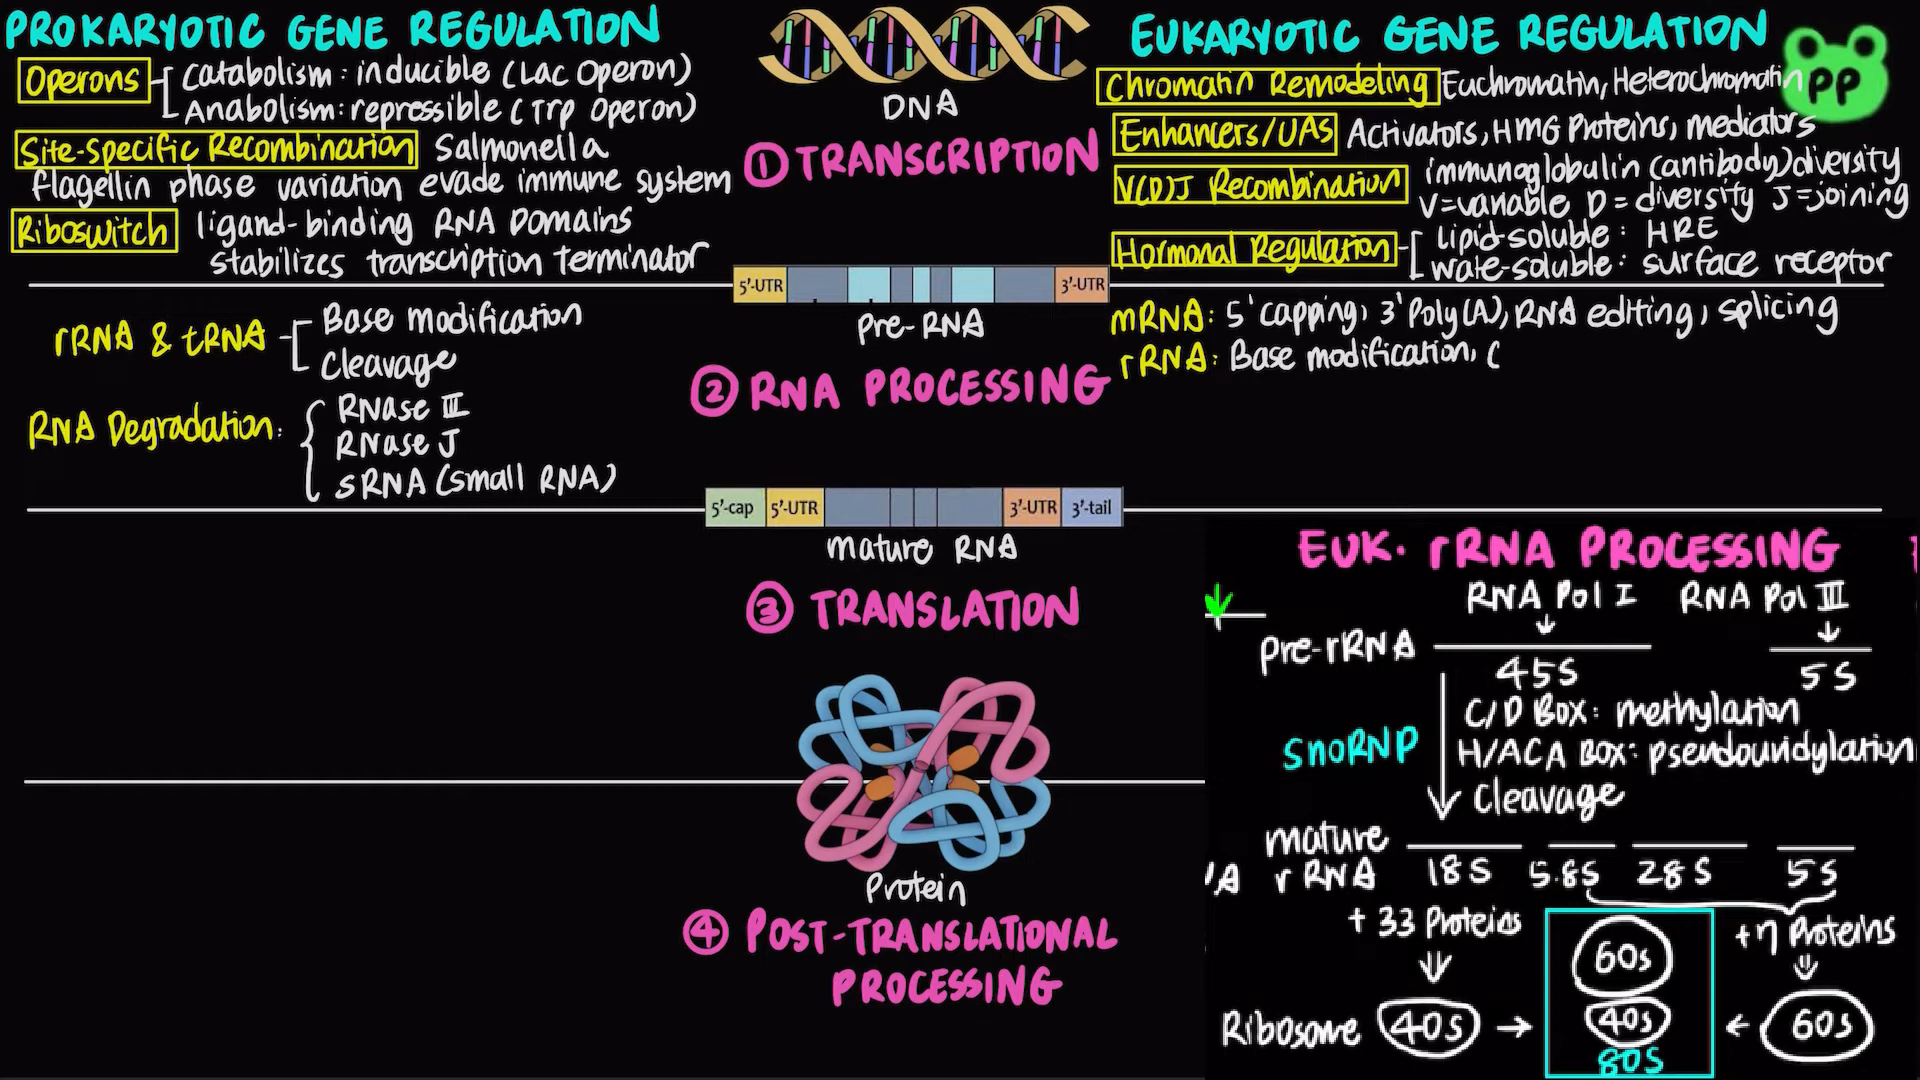 PROKARYOTIC GENE REGULATION
Operons
Catabolism: inducible (Lac Operon)
Anabolism: repressible (Trp Operon)
Site-specific Recombination Salmonella
flagellin phase variation evade immune system
Riboswitch ligand-binding RNA Domains
stabilizes transcription terminator
rRNA & tRNA
Base modification
Cleavage
RNA Degradation:
RNase III
RNase J
sRNA (small RNA)
DNA
① TRANSCRIPTION
5'-UTR
3'-UTR
Pre-RNA
② RNA PROCESSING
5'-cap
5'-UTR
3'-UTR
3'-tail
mature RNA
③ TRANSLATION
Protein
④ POST-TRANSLATIONAL
PROCESSING
EUKARYOTIC GENE REGULATION
PP
Chromatin Remodeling Euchromatin, Heterochromatin
Enhancers/UAS Activators, HMG Proteins, mediators
V(D)J Recombination immunoglobulin (antibody) diversity
V=variable D=diversity J=joining
Hormonal Regulation
lipid-soluble: HRE
wate-soluble: surface receptor
mRNA: 5' capping, 3' Poly(A), RNA editing, splicing
rRNA: Base modification, C
EUK. rRNA PROCESSING
RNA Pol I RNA Pol III
Pre-rRNA
45S 5S
C/D Box: methylation
SnoRNP
H/ACA Box: pseudouridylation
Cleavage
mature
rRNA 18S 5.8S 28S 5S
+ 33 Proteins
60s
Ribosome 40s → 40s ← 60s
80s